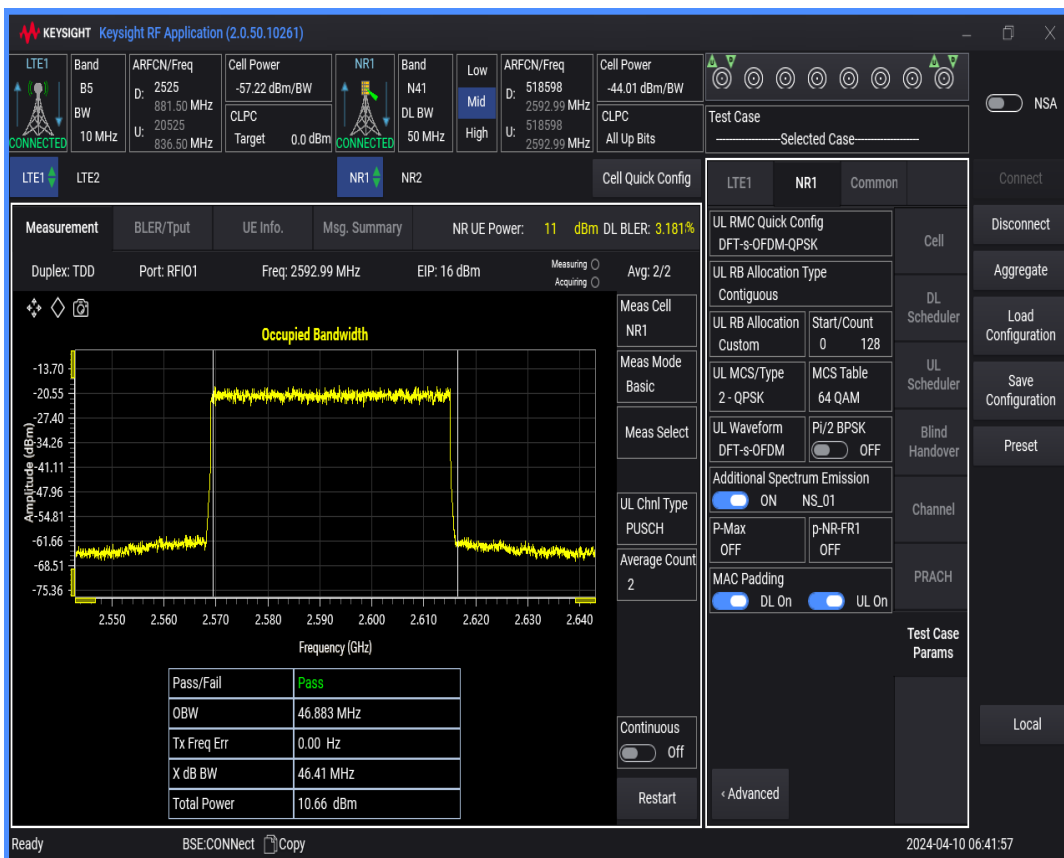 KEYSIGHT Keysight RF Application (2.0.50.10261)
LTE1
CONNECTED
Band
B5
BW
10 MHz
ARFCN/Freq
D: 2525
881.50 MHz
U: 20525
836.50 MHz
Cell Power
-57.22 dBm/BW
CLPC
Target 0.0 dBm
NR1
CONNECTED
Band
N41
DL BW
50 MHz
Low
Mid
High
ARFCN/Freq
D: 518598
2592.99 MHz
U: 518598
2592.99 MHz
Cell Power
-44.01 dBm/BW
CLPC
All Up Bits
Test Case
----------------Selected Case----------------
NSA
LTE1 LTE2 NR1 NR2 Cell Quick Config
Measurement BLER/Tput UE Info. Msg. Summary NR UE Power: 11 dBm DL BLER: 3.181%
Duplex: TDD Port: RFIO1 Freq: 2592.99 MHz EIP: 16 dBm Measuring Avg: 2/2
Acquiring
Occupied Bandwidth
Amplitude (dBm)
-13.70
-20.55
-27.40
-34.26
-41.11
-47.96
-54.81
-61.66
-68.51
-75.36
2.550 2.560 2.570 2.580 2.590 2.600 2.610 2.620 2.630 2.640
Frequency (GHz)
Pass/Fail Pass
OBW 46.883 MHz
Tx Freq Err 0.00 Hz
X dB BW 46.41 MHz
Total Power 10.66 dBm
Meas Cell
NR1
Meas Mode
Basic
Meas Select
UL Chnl Type
PUSCH
Average Count
2
Continuous
Off
Restart
LTE1 NR1 Common
UL RMC Quick Config
DFT-s-OFDM-QPSK
UL RB Allocation Type
Contiguous
UL RB Allocation
Custom
Start/Count
0 128
UL MCS/Type
2 - QPSK
MCS Table
64 QAM
UL Waveform
DFT-s-OFDM
Pi/2 BPSK
OFF
Additional Spectrum Emission
ON NS_01
P-Max
OFF
p-NR-FR1
OFF
MAC Padding
DL On UL On
‹ Advanced
Cell
DL
Scheduler
UL
Scheduler
Blind
Handover
Channel
PRACH
Test Case
Params
Connect
Disconnect
Aggregate
Load
Configuration
Save
Configuration
Preset
Local
Ready BSE:CONNect Copy 2024-04-10 06:41:57